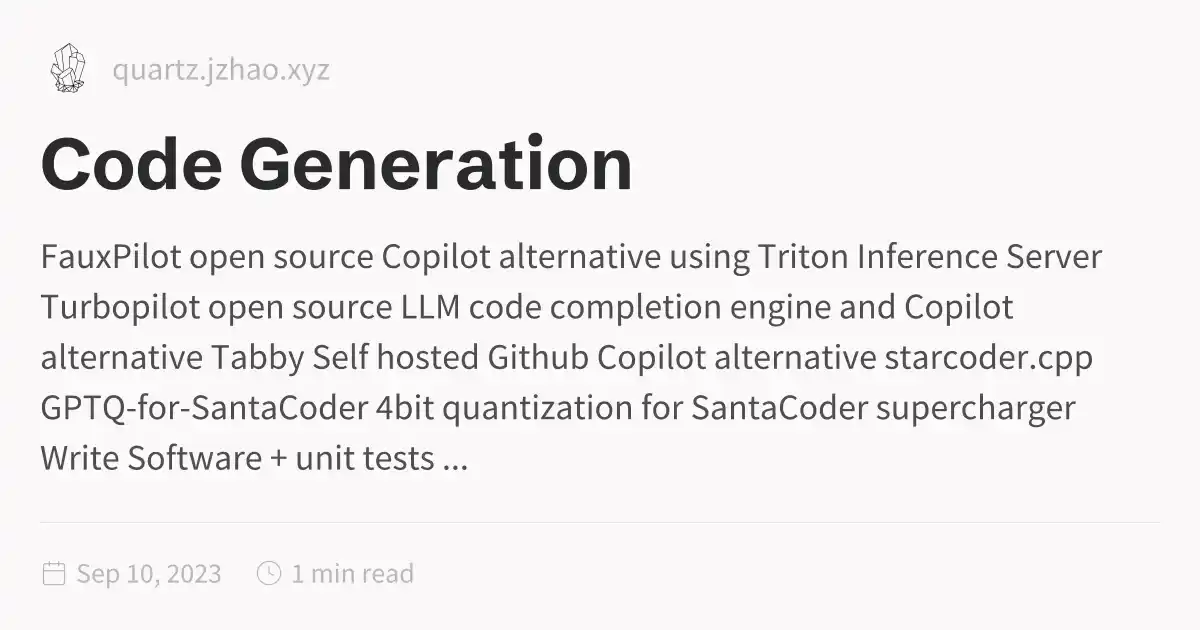 quartz.jzhao.xyz
Code Generation
FauxPilot open source Copilot alternative using Triton Inference Server
Turbopilot open source LLM code completion engine and Copilot
alternative Tabby Self hosted Github Copilot alternative starcoder.cpp
GPTQ-for-SantaCoder 4bit quantization for SantaCoder supercharger
Write Software + unit tests ...
Sep 10, 2023 1 min read